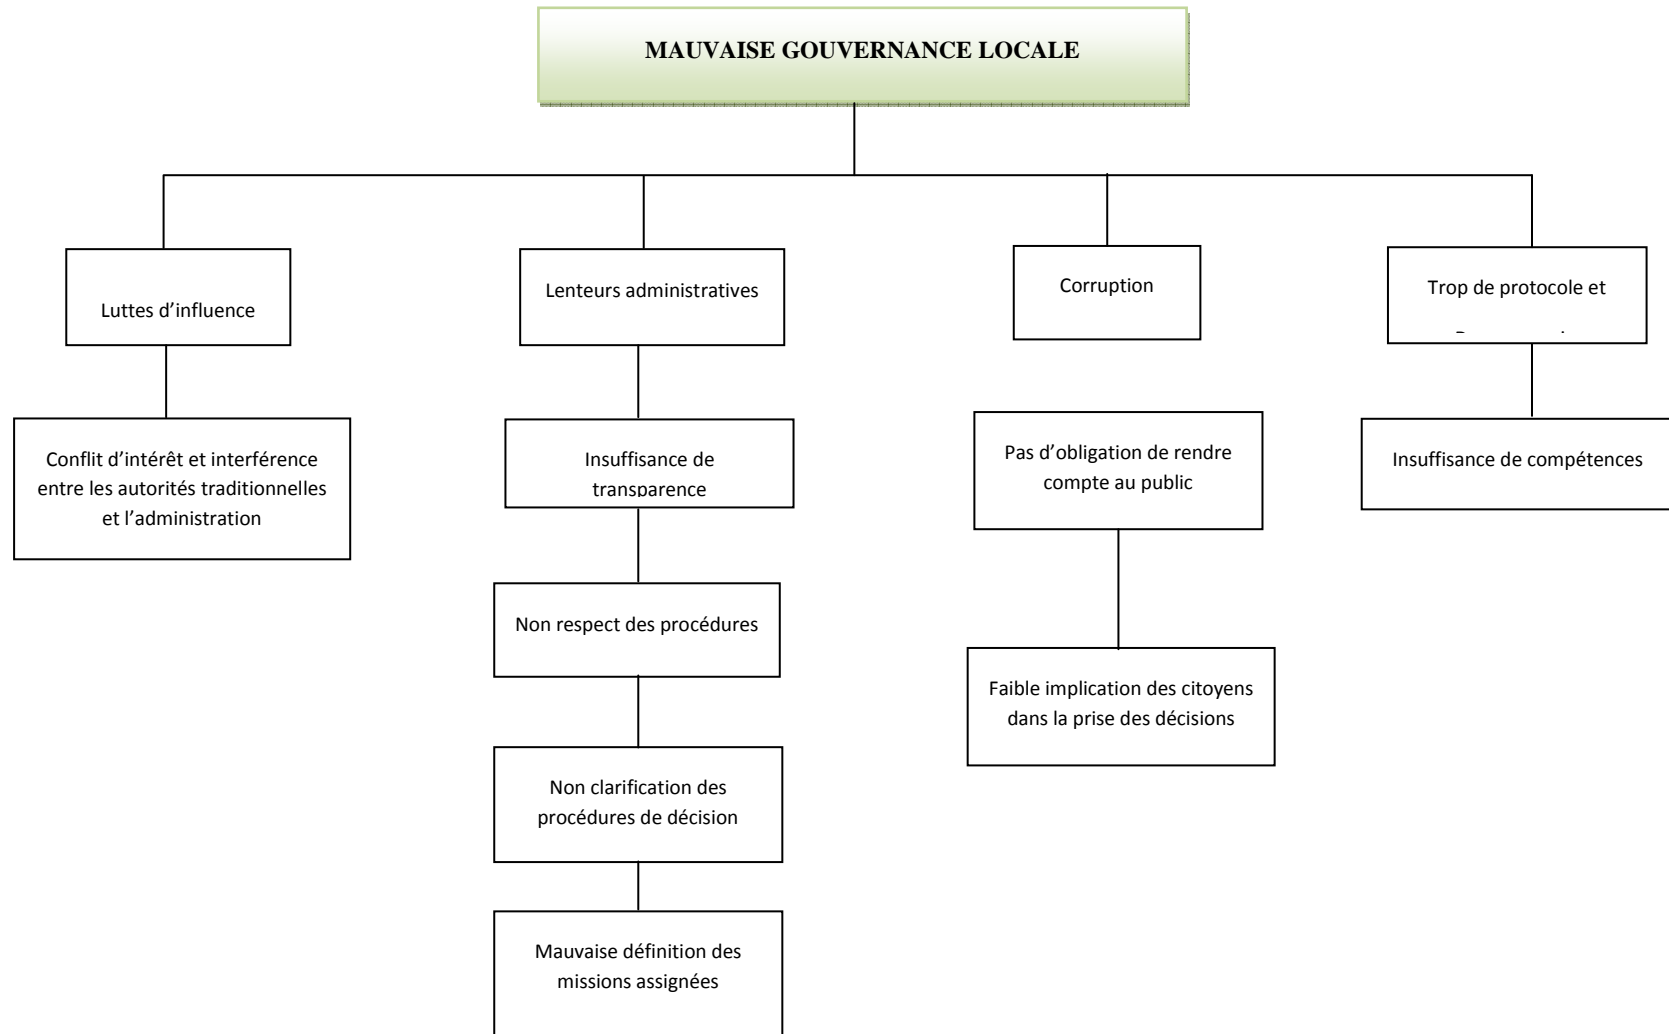 MAUVAISE GOUVERNANCE LOCALE
Luttes d’influence
Lenteurs administratives
Corruption
Trop de protocole et
Conflit d’intérêt et interférence
entre les autorités traditionnelles
et l’administration
Insuffisance de
transparence
Pas d’obligation de rendre
compte au public
Insuffisance de compétences
Non respect des procédures
Faible implication des citoyens
dans la prise des décisions
Non clarification des
procédures de décision
Mauvaise définition des
missions assignées